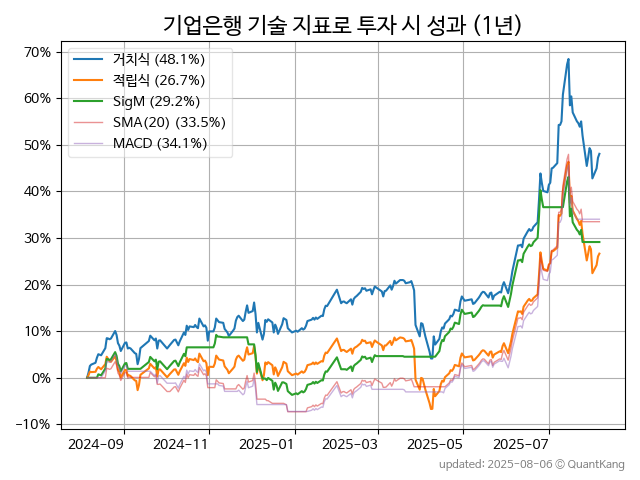 기업은행 기술 지표로 투자 시 성과 (1년)
70%
60%
50%
40%
30%
20%
10%
0%
−10%
거치식 (48.1%)
적립식 (26.7%)
SigM (29.2%)
SMA(20) (33.5%)
MACD (34.1%)
2024-09 2024-11 2025-01 2025-03 2025-05 2025-07
updated: 2025-08-06 © QuantKang